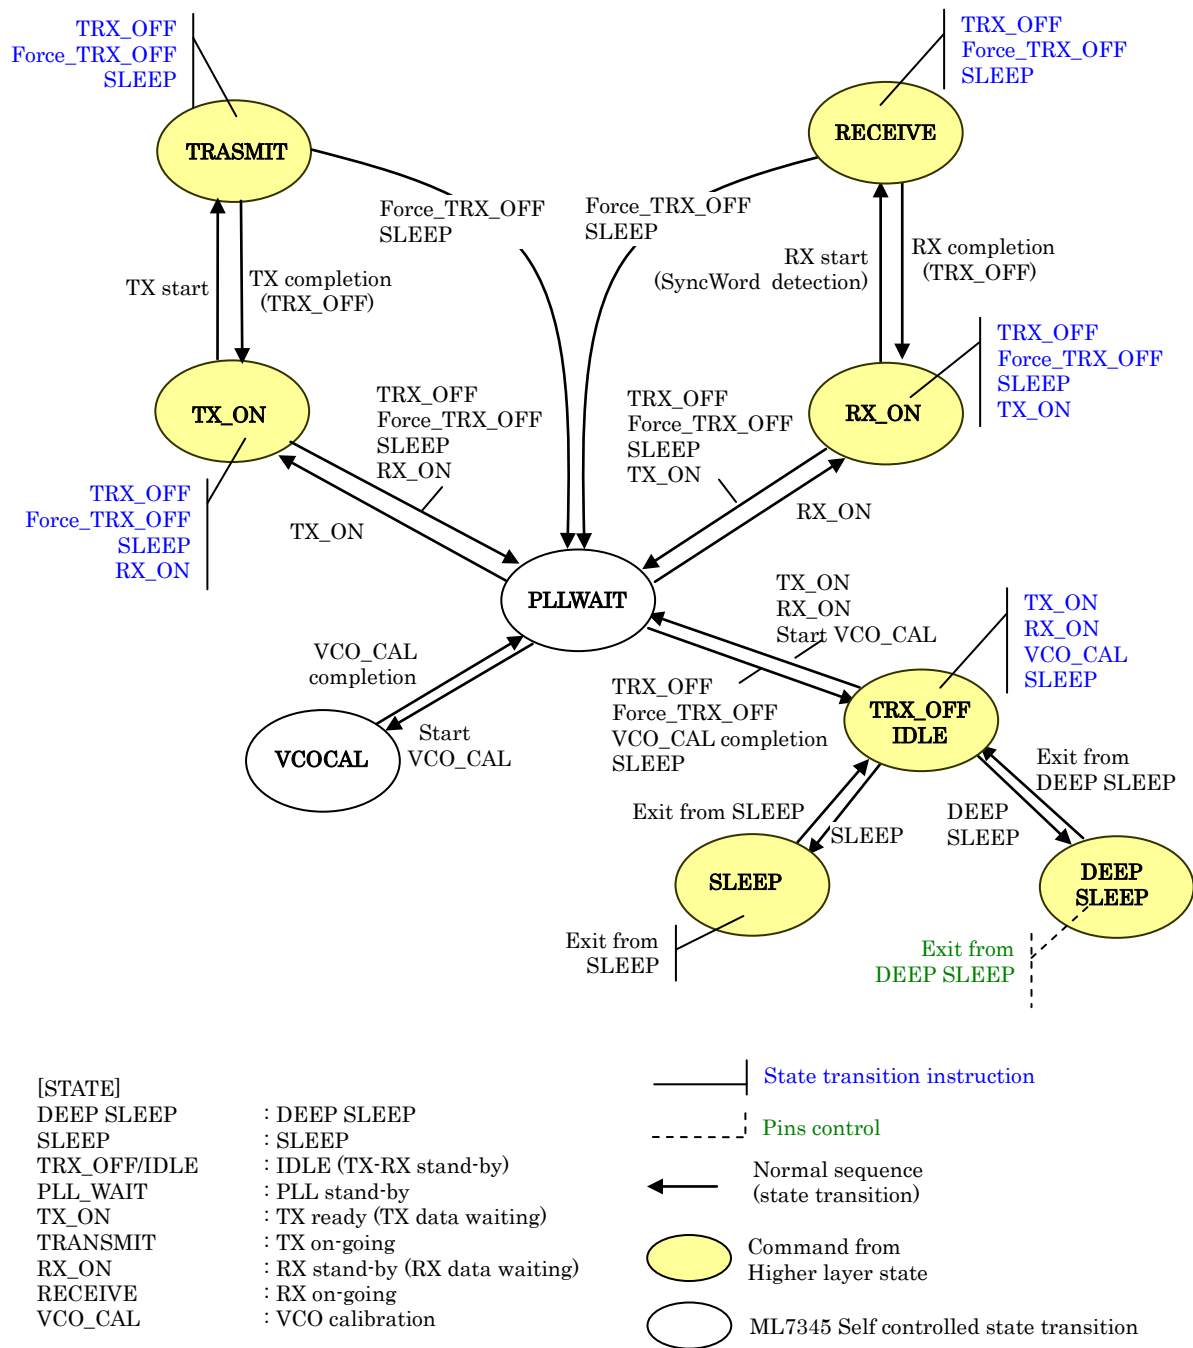 TRX_OFF
Force_TRX_OFF
SLEEP
TRX_OFF
Force_TRX_OFF
SLEEP
TRASMIT
RECEIVE
Force_TRX_OFF
SLEEP
Force_TRX_OFF
SLEEP
TX start
TX completion
(TRX_OFF)
RX start
(SyncWord detection)
RX completion
(TRX_OFF)
TRX_OFF
Force_TRX_OFF
SLEEP
TX_ON
TX_ON
TRX_OFF
Force_TRX_OFF
SLEEP
RX_ON
TRX_OFF
Force_TRX_OFF
SLEEP
TX_ON
RX_ON
TRX_OFF
Force_TRX_OFF
SLEEP
RX_ON
TX_ON
RX_ON
PLLWAIT
TX_ON
RX_ON
Start VCO_CAL
TX_ON
RX_ON
VCO_CAL
SLEEP
VCO_CAL
completion
TRX_OFF
Force_TRX_OFF
VCO_CAL completion
SLEEP
TRX_OFF
IDLE
VCOCAL
Start
VCO_CAL
Exit from
DEEP SLEEP
Exit from SLEEP
SLEEP
DEEP
SLEEP
SLEEP
DEEP
SLEEP
Exit from
SLEEP
Exit from
DEEP SLEEP
[STATE]
DEEP SLEEP : DEEP SLEEP
SLEEP : SLEEP
TRX_OFF/IDLE : IDLE (TX-RX stand-by)
PLL_WAIT : PLL stand-by
TX_ON : TX ready (TX data waiting)
TRANSMIT : TX on-going
RX_ON : RX stand-by (RX data waiting)
RECEIVE : RX on-going
VCO_CAL : VCO calibration
State transition instruction
Pins control
Normal sequence
(state transition)
Command from
Higher layer state
ML7345 Self controlled state transition